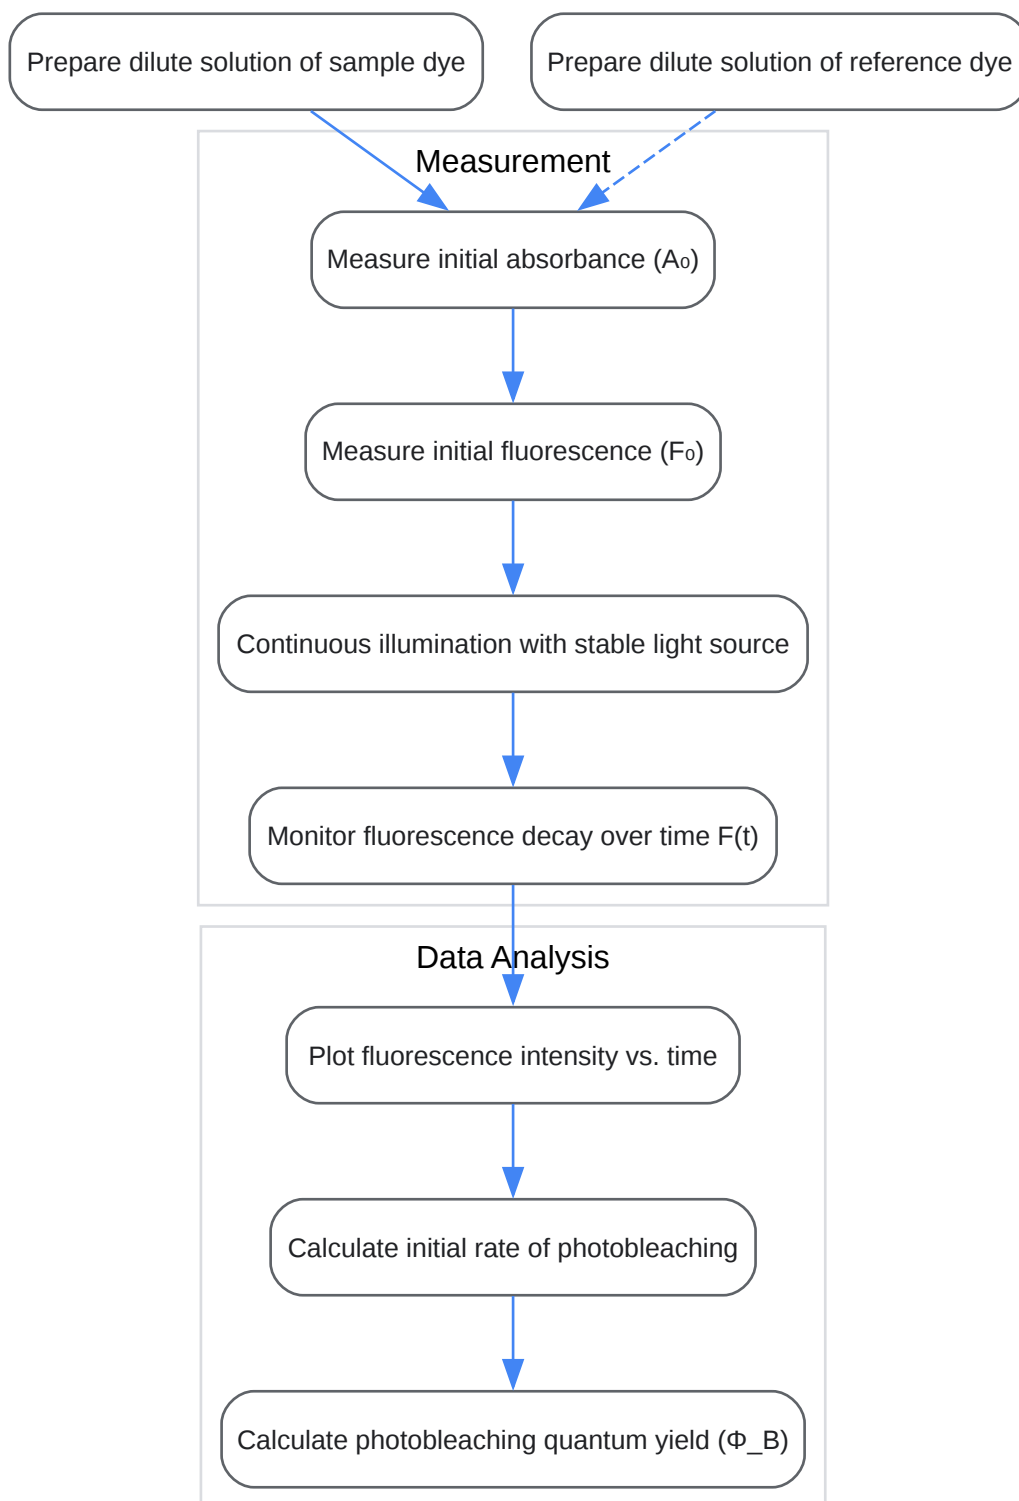 Prepare dilute solution of sample dye
Prepare dilute solution of reference dye
Measurement
Measure initial absorbance (A₀)
Measure initial fluorescence (F₀)
Continuous illumination with stable light source
Monitor fluorescence decay over time F(t)
Data Analysis
Plot fluorescence intensity vs. time
Calculate initial rate of photobleaching
Calculate photobleaching quantum yield (Φ_B)